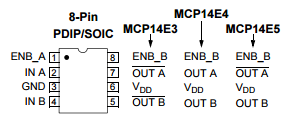 8-Pin
PDIP/SOIC
MCP14E3
MCP14E4
MCP14E5
ENB_A 1 8 ENB_B ENB_B ENB_B
IN A 2 7 OUT A OUT A OUT A
GND 3 6 VDD VDD VDD
IN B 4 5 OUT B OUT B OUT B